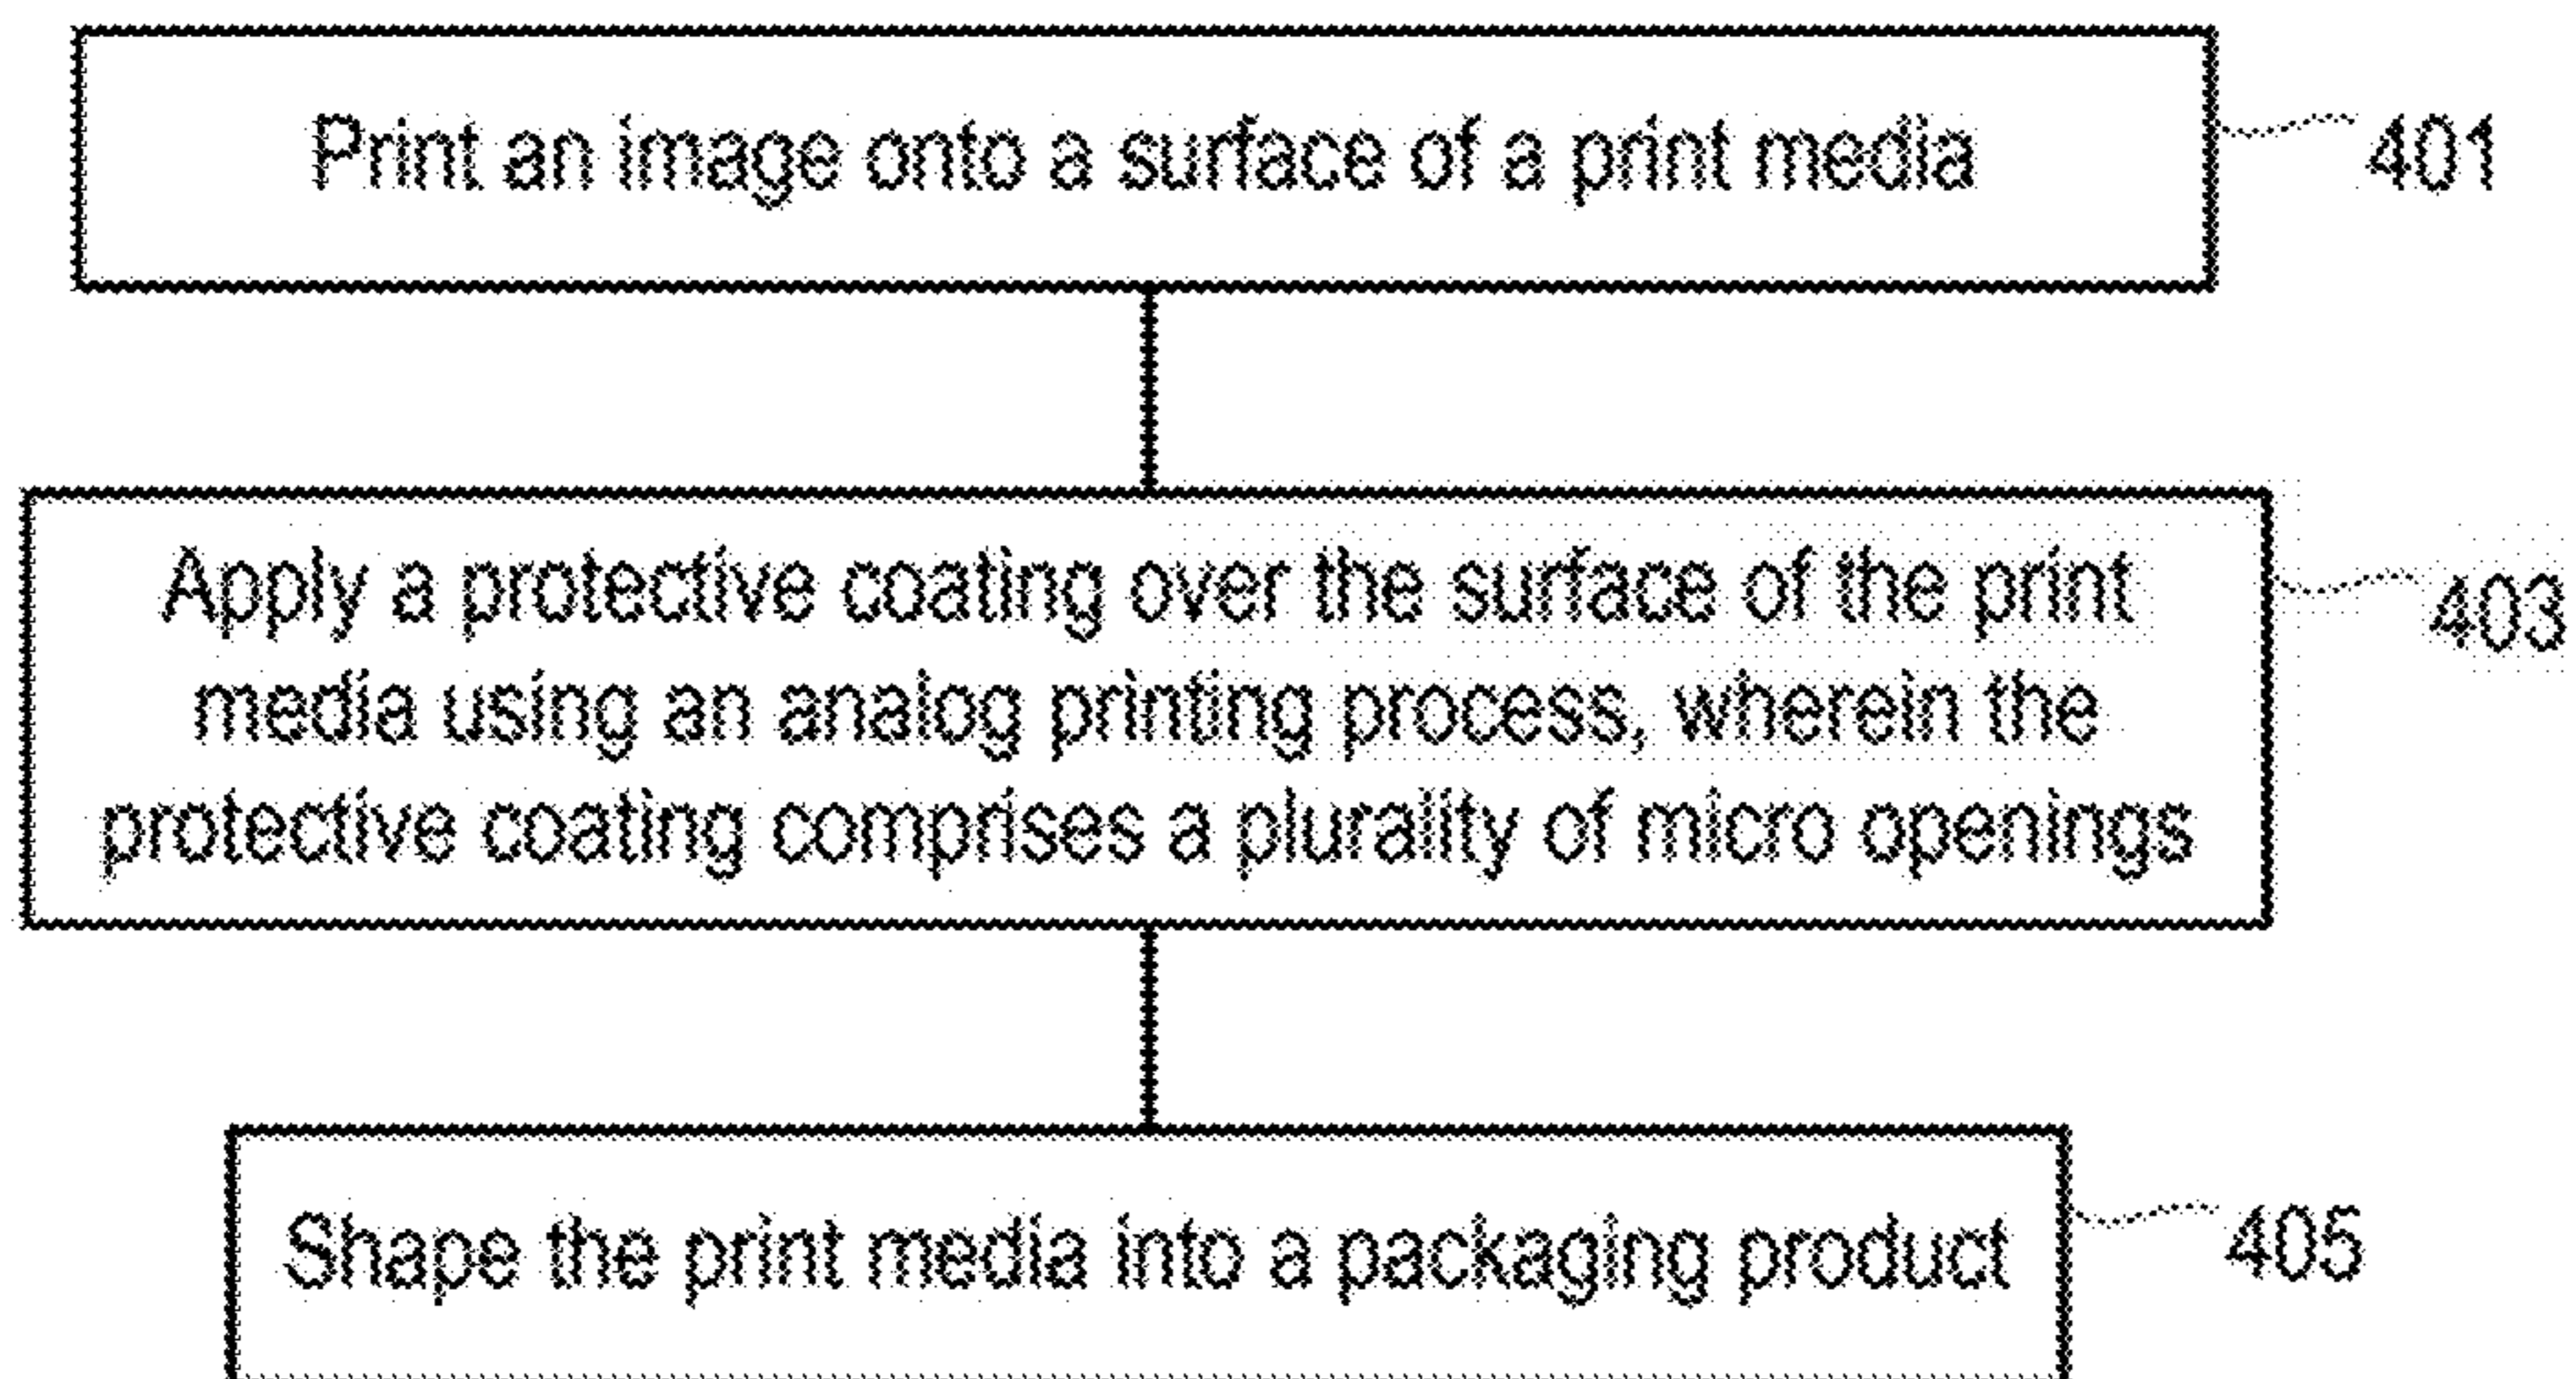 Print an image onto a surface of a print media
401
Apply a protective coating over the surface of the print
403
media using an analog printing process, wherein the
protective coating comprises a plurality of micro openings
Shape the print media into a packaging product
405